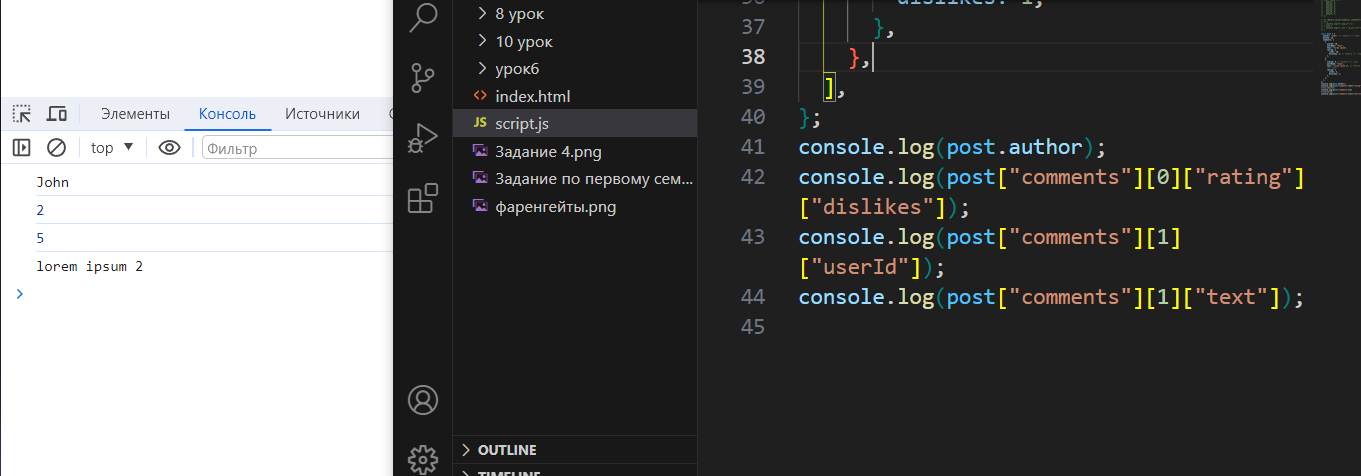 Элементы Консоль Источники
top Фильтр
John
2
5
lorem ipsum 2
8 урок
10 урок
урок6
index.html
JS script.js
Задание 4.png
Задание по первому сем...
фаренгейты.png
OUTLINE
TIMELINE
36 dislikes: 1,
37 },
38 },
39 ],
40 };
41 console.log(post.author);
42 console.log(post["comments"][0]["rating"]
["dislikes"]);
43 console.log(post["comments"][1]
["userId"]);
44 console.log(post["comments"][1]["text"]);
45